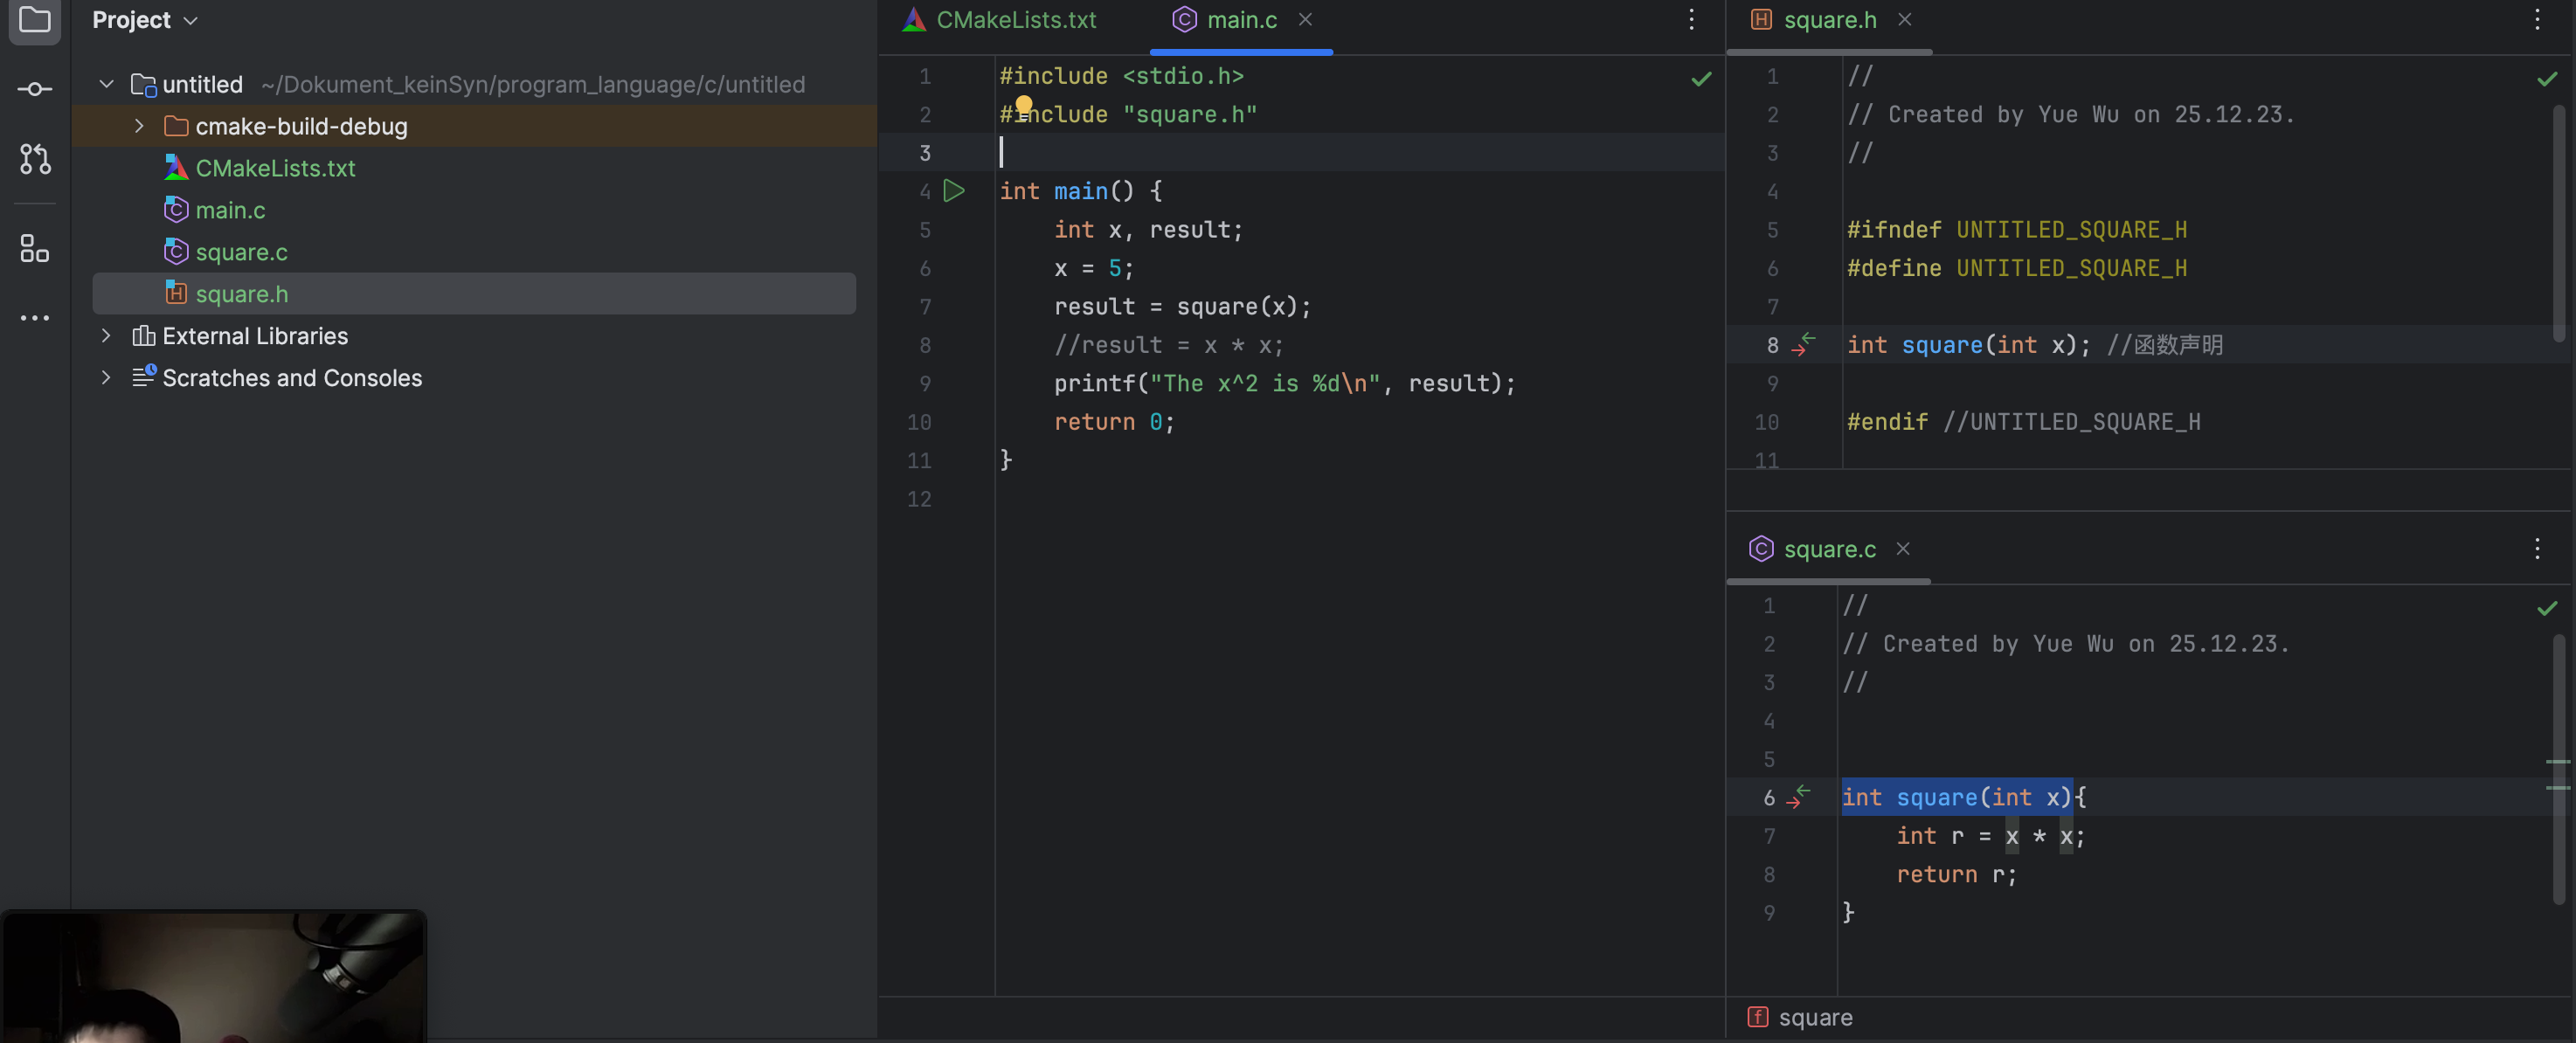 Project
untitled ~/Dokument_keinSyn/program_language/c/untitled
cmake-build-debug
CMakeLists.txt
main.c
square.c
square.h
External Libraries
Scratches and Consoles
CMakeLists.txt main.c
1 #include <stdio.h>
2 #include "square.h"
3
4 int main() {
5 int x, result;
6 x = 5;
7 result = square(x);
8 //result = x * x;
9 printf("The x^2 is %d\n", result);
10 return 0;
11 }
12
square.h
1 //
2 // Created by Yue Wu on 25.12.23.
3 //
4
5 #ifndef UNTITLED_SQUARE_H
6 #define UNTITLED_SQUARE_H
7
8 int square(int x); //函数声明
9
10 #endif //UNTITLED_SQUARE_H
11
square.c
1 //
2 // Created by Yue Wu on 25.12.23.
3 //
4
5
6 int square(int x){
7 int r = x * x;
8 return r;
9 }
f square